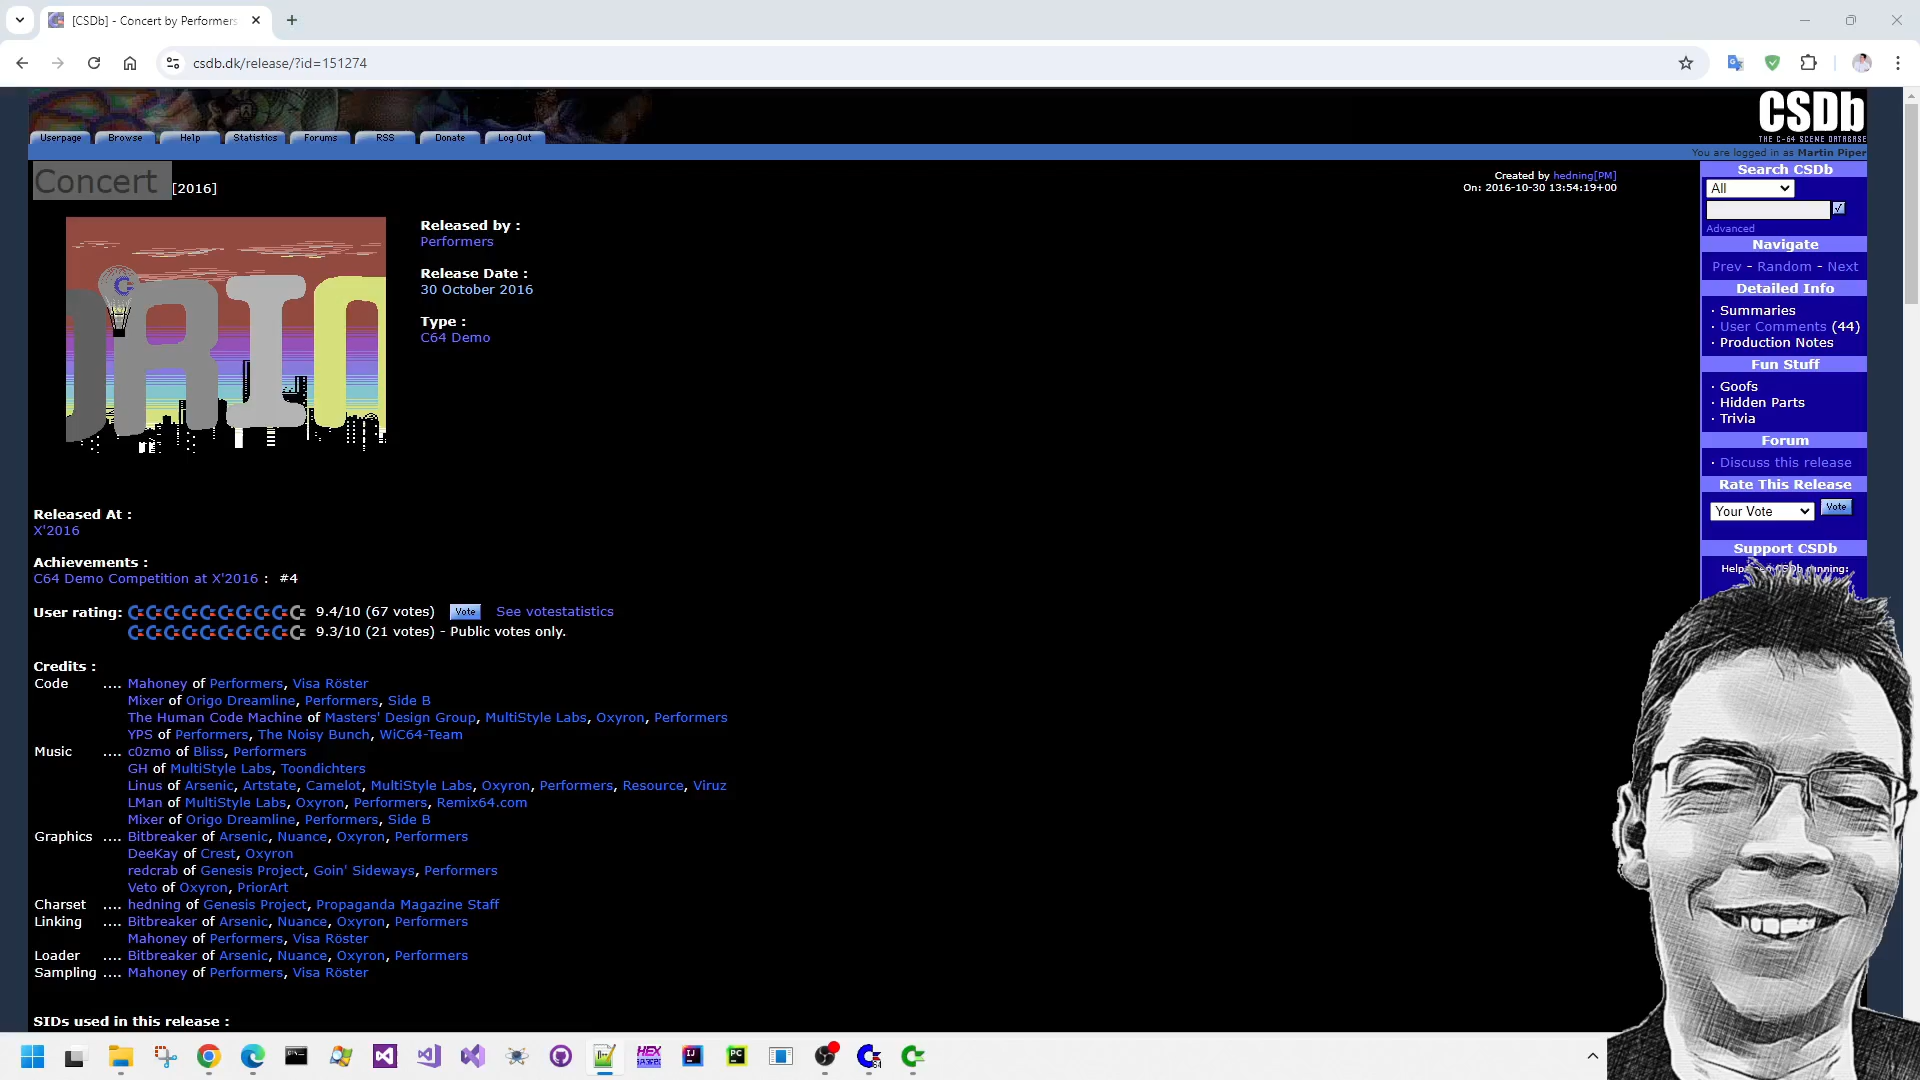 [CSDb] - Concert by Performers
csdb.dk/release/?id=151274
CSDb
THE C-64 SCENE DATABASE
Userpage Browse Help Statistics Forums RSS Donate Log Out
You are logged in as Martin Piper
Concert [2016]
Created by hedning[PM]
On: 2016-10-30 13:54:19+00
ORIO
Released by :
Performers
Release Date :
30 October 2016
Type :
C64 Demo
Released At :
X'2016
Achievements :
C64 Demo Competition at X'2016 : #4
User rating: 9.4/10 (67 votes) Vote See votestatistics
9.3/10 (21 votes) - Public votes only.
Credits :
Code .... Mahoney of Performers, Visa Röster
Mixer of Origo Dreamline, Performers, Side B
The Human Code Machine of Masters' Design Group, MultiStyle Labs, Oxyron, Performers
YPS of Performers, The Noisy Bunch, WiC64-Team
Music .... c0zmo of Bliss, Performers
GH of MultiStyle Labs, Toondichters
Linus of Arsenic, Artstate, Camelot, MultiStyle Labs, Oxyron, Performers, Resource, Viruz
LMan of MultiStyle Labs, Oxyron, Performers, Remix64.com
Mixer of Origo Dreamline, Performers, Side B
Graphics .... Bitbreaker of Arsenic, Nuance, Oxyron, Performers
DeeKay of Crest, Oxyron
redcrab of Genesis Project, Goin' Sideways, Performers
Veto of Oxyron, PriorArt
Charset .... hedning of Genesis Project, Propaganda Magazine Staff
Linking .... Bitbreaker of Arsenic, Nuance, Oxyron, Performers
Mahoney of Performers, Visa Röster
Loader .... Bitbreaker of Arsenic, Nuance, Oxyron, Performers
Sampling .... Mahoney of Performers, Visa Röster
SIDs used in this release :
Search CSDb
All
Advanced
Navigate
Prev - Random - Next
Detailed Info
· Summaries
· User Comments (44)
· Production Notes
Fun Stuff
· Goofs
· Hidden Parts
· Trivia
Forum
· Discuss this release
Rate This Release
Your Vote Vote
Support CSDb
HEX
IJ
PC
64